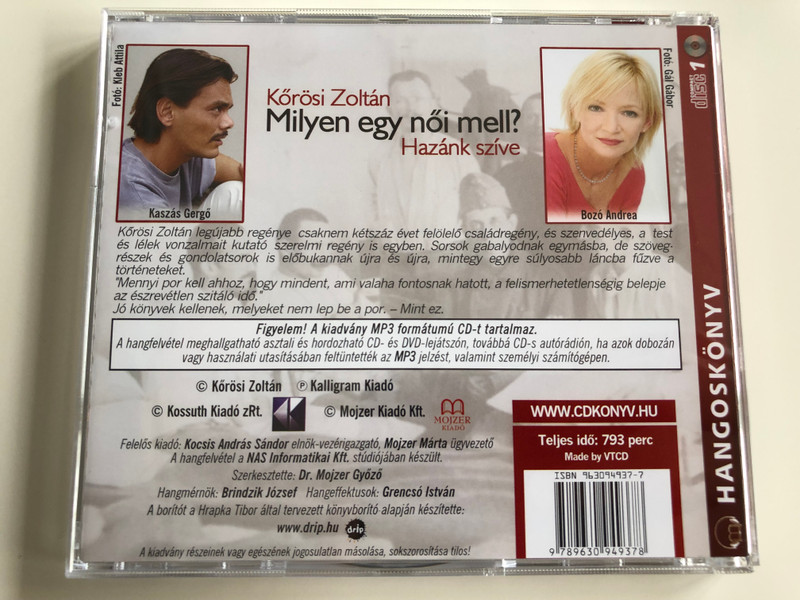 Fotó: Kleb Attila
Kaszás Gergő
Kőrösi Zoltán
Milyen egy női mell?
Hazánk szíve
Fotó: Gál Gábor
Bozó Andrea
disc 1
HANGOSKÖNYV
Kőrösi Zoltán legújabb regénye csaknem kétszáz évet felölelő családregény, és szenvedélyes, a test
és lélek vonzalmait kutató szerelmi regény is egyben. Sorsok gabalyodnak egymásba, de szöveg-
részek és gondolatsorok is előbukannak újra és újra, mintegy egyre súlyosabb láncba fűzve a
történeteket.
"Mennyi por kell ahhoz, hogy mindent, ami valaha fontosnak hatott, a felismerhetetlenségig belepje
az észrevétlen szitáló idő."
Jó könyvek kellenek, melyeket nem lep be a por. – Mint ez.
Figyelem! A kiadvány MP3 formátumú CD-t tartalmaz.
A hangfelvétel meghallgatható asztali és hordozható CD- és DVD-lejátszón, továbbá CD-s autórádión, ha azok dobozán
vagy használati utasításában feltüntették az MP3 jelzést, valamint személyi számítógépen.
© Kőrösi Zoltán ℗ Kalligram Kiadó
© Kossuth Kiadó zRt. © Mojzer Kiadó Kft.
MOJZER
KIADÓ
Felelős kiadó: Kocsis András Sándor elnök-vezérigazgató, Mojzer Márta ügyvezető
A hangfelvétel a NAS Informatikai Kft. stúdiójában készült.
Szerkesztette: Dr. Mojzer Győző
Hangmérnök: Brindzik József Hangeffektusok: Grencsó István
A borítót a Hrapka Tibor által tervezett könyvborító alapján készítette:
www.drip.hu drip
A kiadvány részeinek vagy egészének jogosulatlan másolása, sokszorosítása tilos!
WWW.CDKONYV.HU
Teljes idő: 793 perc
Made by VTCD
ISBN 963094937-7
9 789630 949378